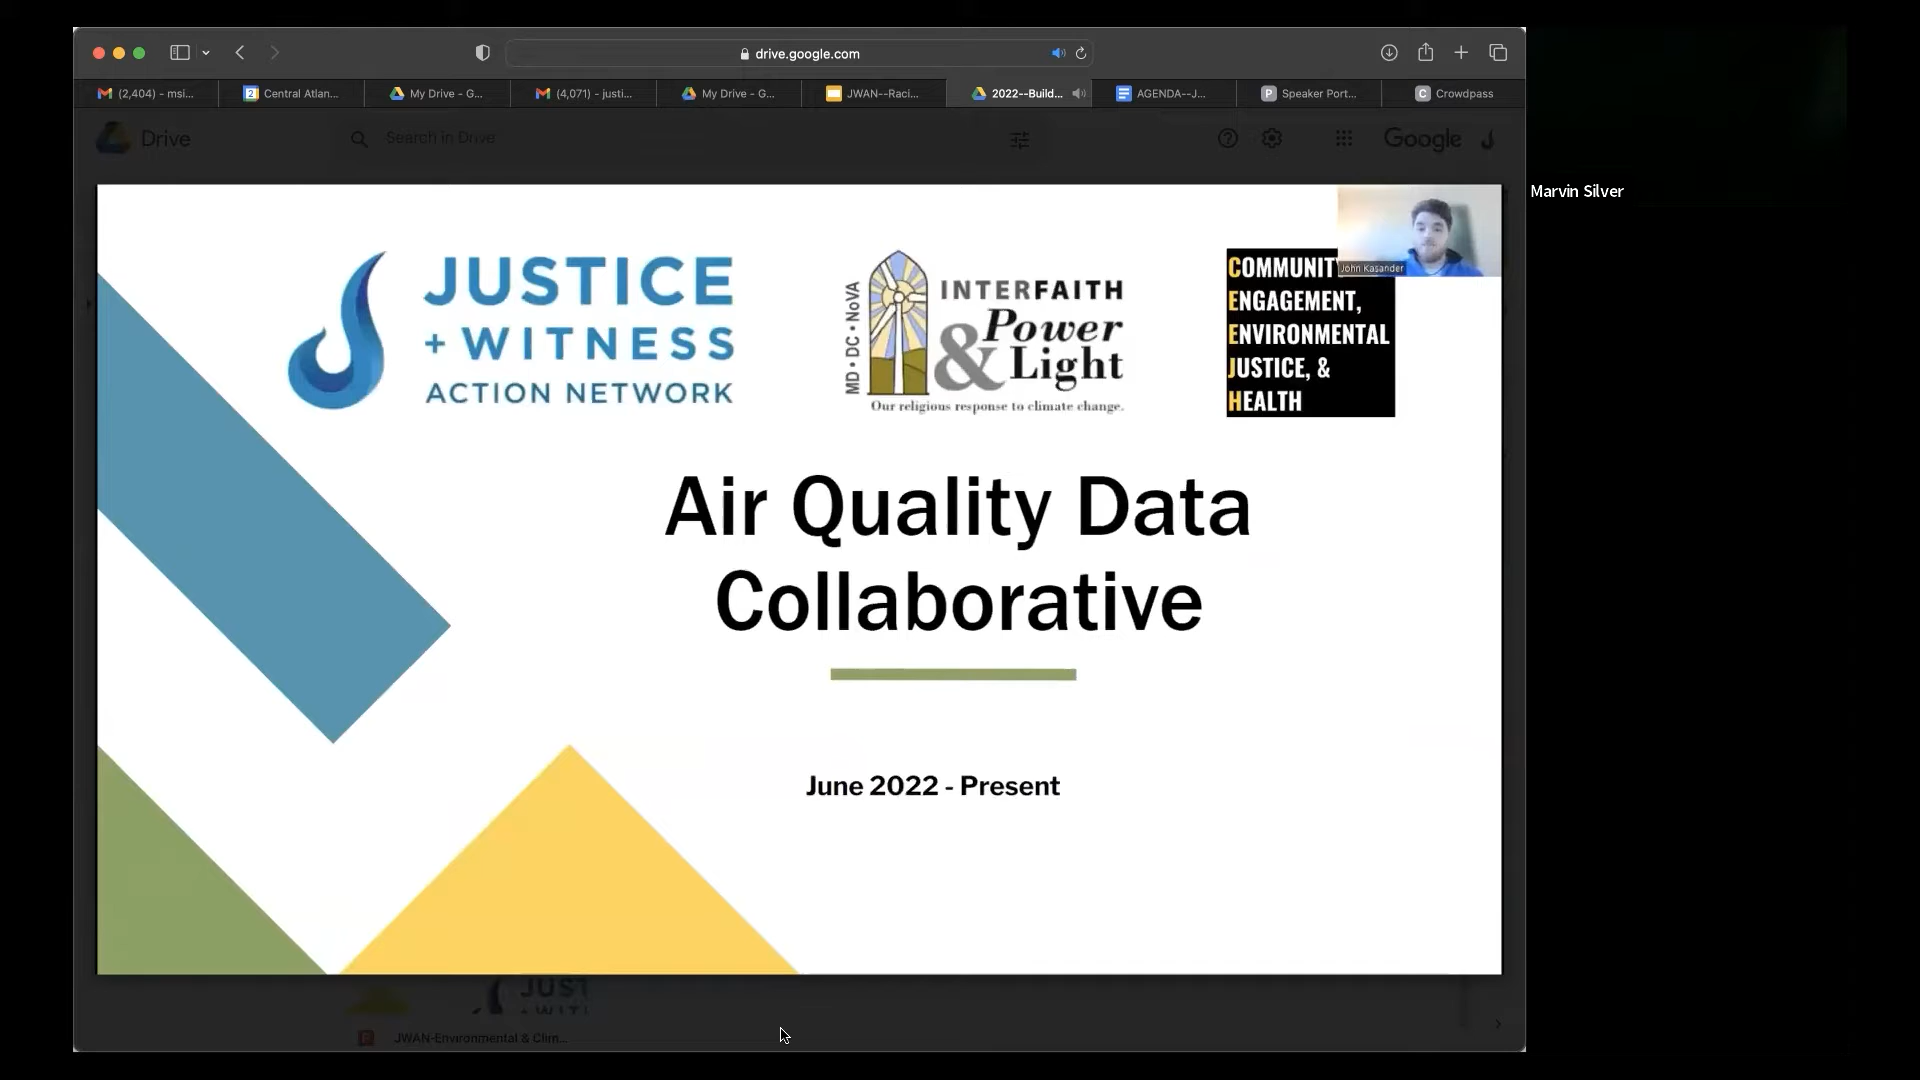 drive.google.com
(2,404) - msi...
2
Central Atlan...
My Drive - G...
(4,071) - justi...
My Drive - G...
JWAN--Raci...
2022--Build...
AGENDA--J...
P
Speaker Port...
C
Crowdpass
Drive
Search in Drive
Google
Marvin Silver
John Kasander
JUSTICE
+ WITNESS
ACTION NETWORK
MD • DC • NoVA
INTERFAITH
Power
& Light
Our religious response to climate change.
COMMUNITY
ENGAGEMENT,
ENVIRONMENTAL
JUSTICE, &
HEALTH
Air Quality Data
Collaborative
June 2022 - Present
JUST
JWAN-Environmental & Clim...